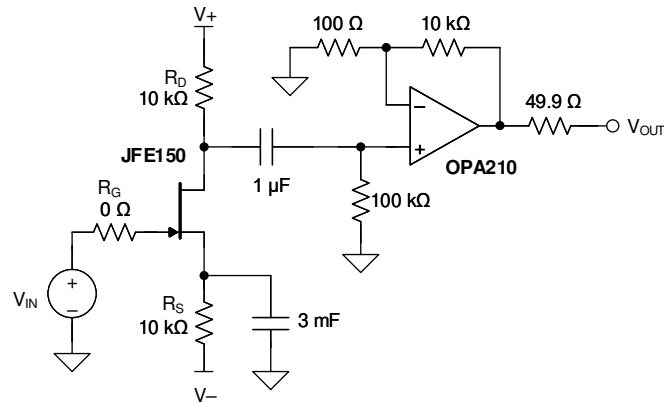 V+
100 Ω
10 kΩ
RD
10 kΩ
49.9 Ω
−
+
VOUT
JFE150
1 µF
OPA210
RG
0 Ω
100 kΩ
+
−
VIN
RS
10 kΩ
3 mF
V−